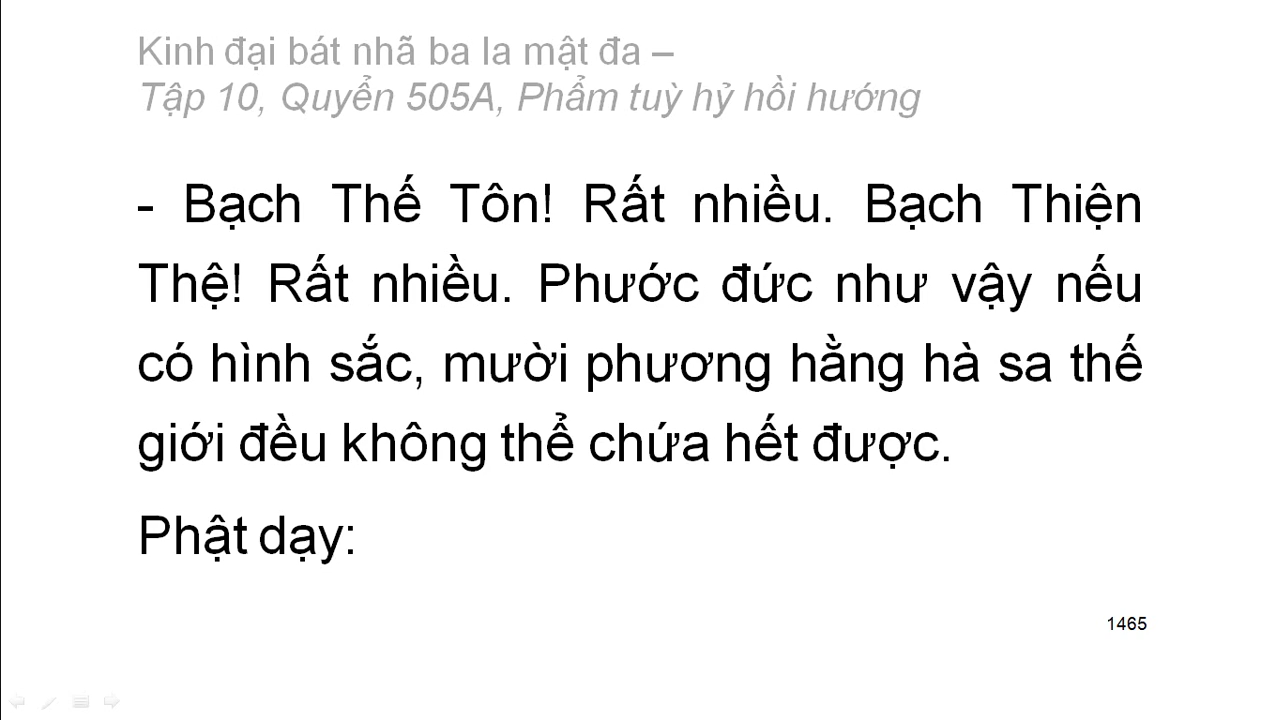 Kinh đại bát nhã ba la mật đa –
Tập 10, Quyển 505A, Phẩm tuỳ hỷ hồi hướng
- Bạch Thế Tôn! Rất nhiều. Bạch Thiện
Thệ! Rất nhiều. Phước đức như vậy nếu
có hình sắc, mười phương hằng hà sa thế
giới đều không thể chứa hết được.
Phật dạy:
1465